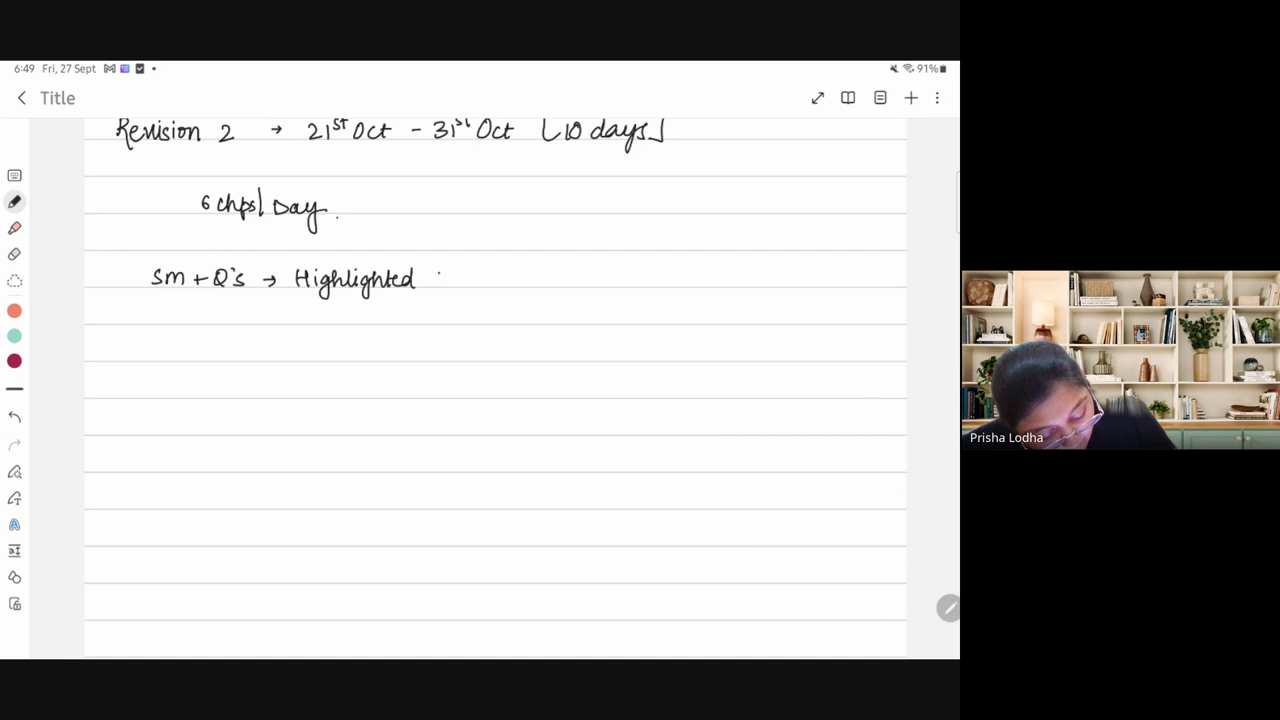 6:49 Fri, 27 Sept 91%
Title
Revision 2 → 21st Oct - 31st Oct [10 days]
6 chps/ Day.
SM + Q's → Highlighted
Prisha Lodha